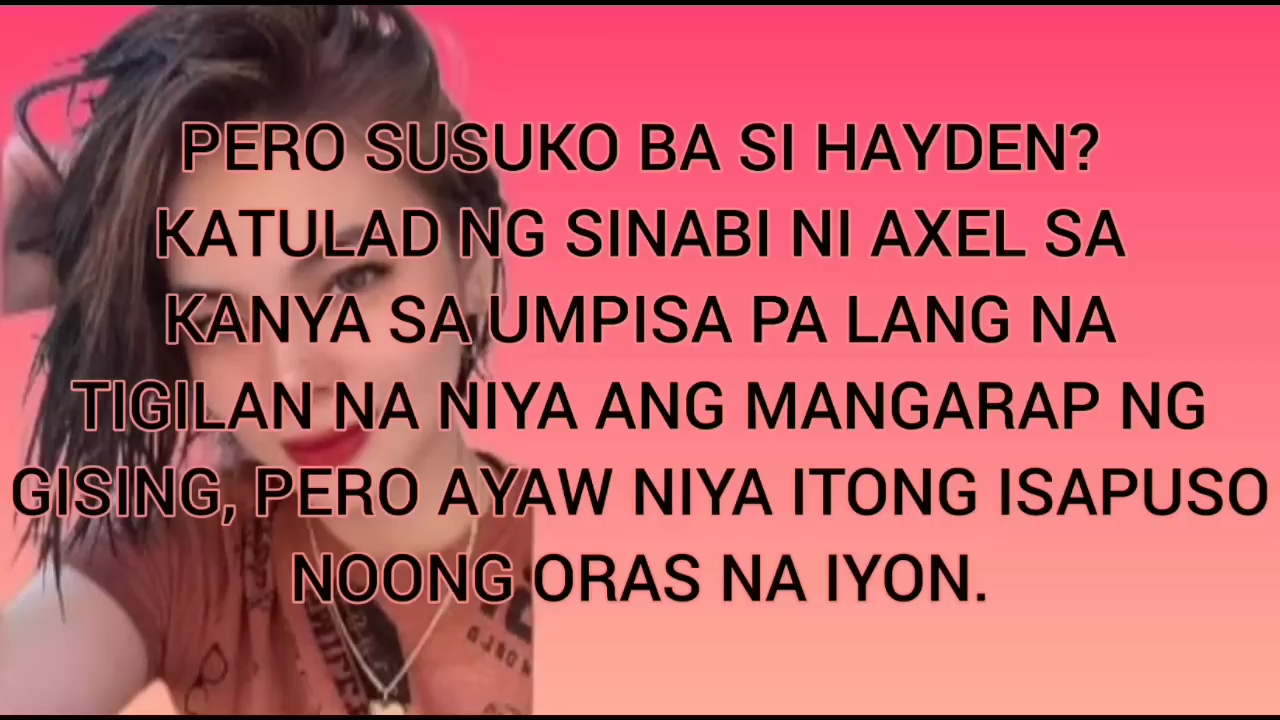 PERO SUSUKO BA SI HAYDEN?
KATULAD NG SINABI NI AXEL SA
KANYA SA UMPISA PA LANG NA
TIGILAN NA NIYA ANG MANGARAP NG
GISING, PERO AYAW NIYA ITONG ISAPUSO
NOONG ORAS NA IYON.